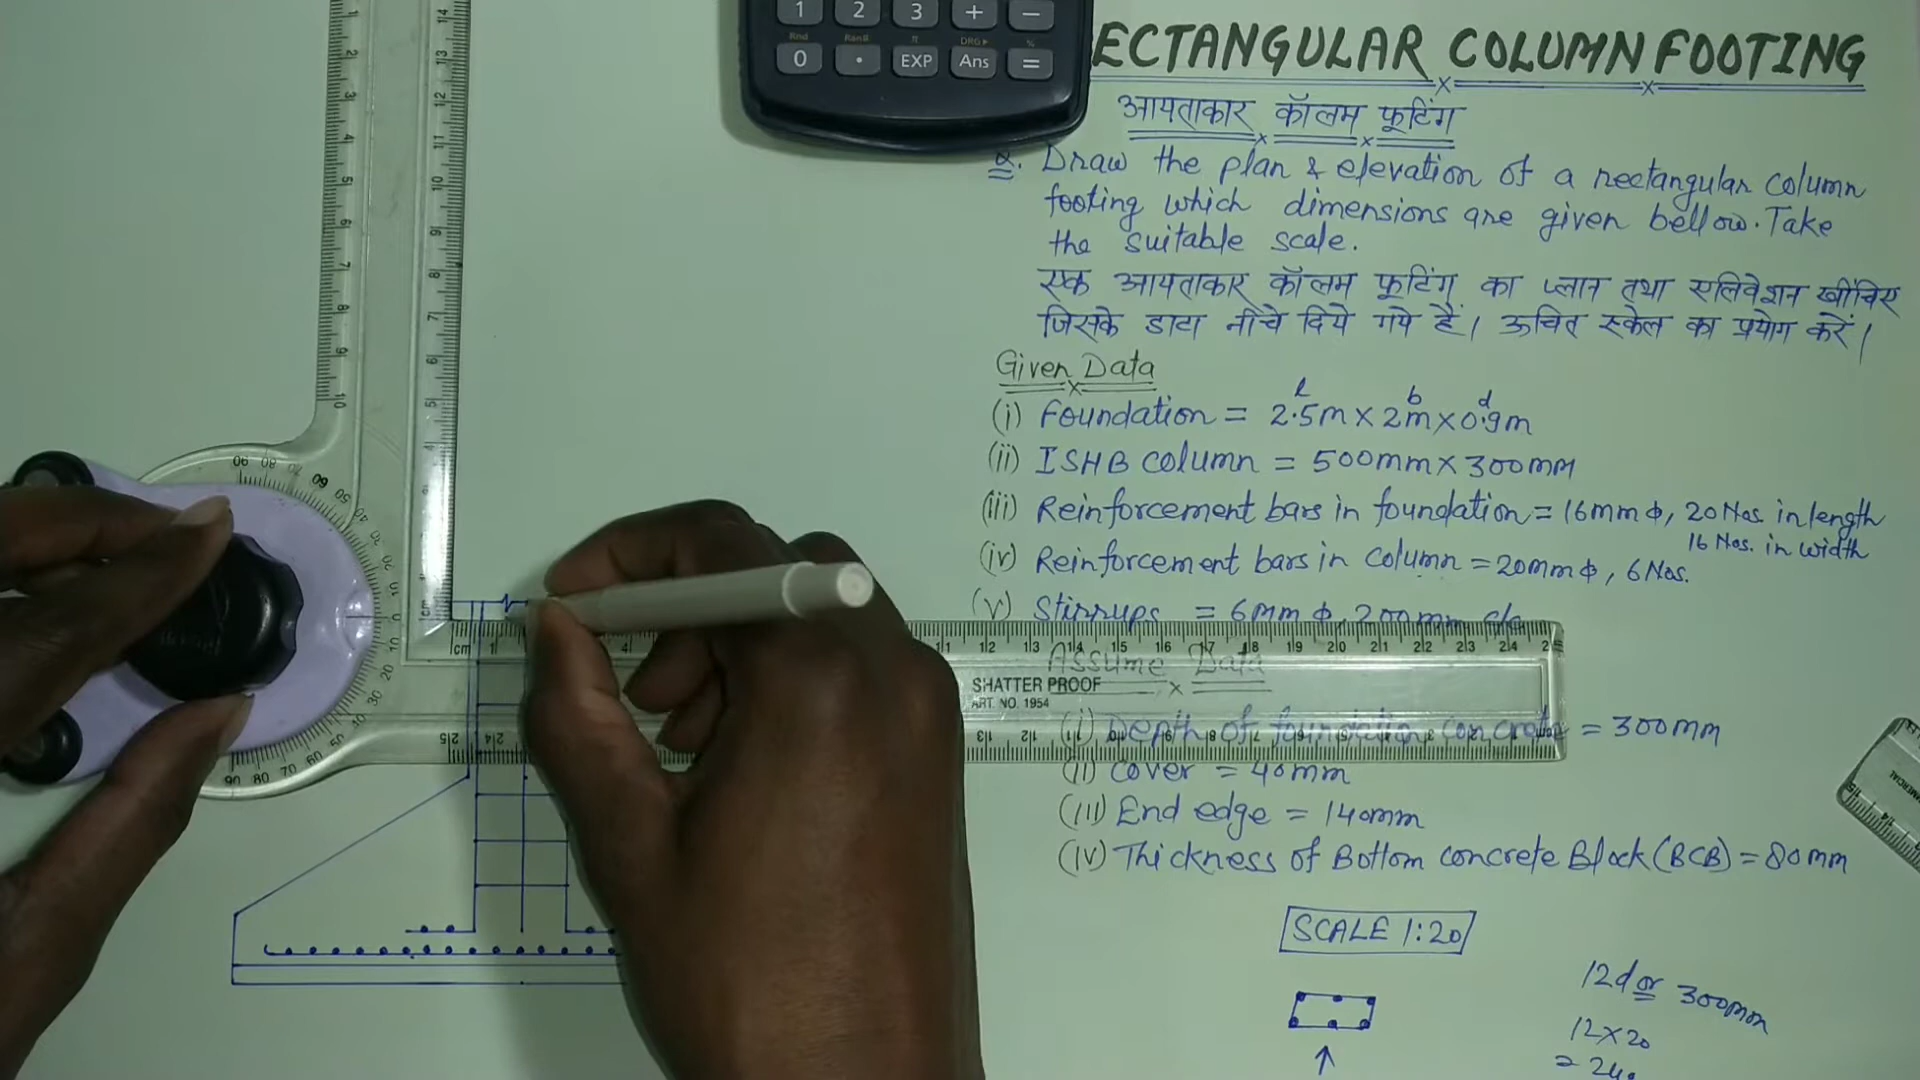 ECTANGULAR COLUMN FOOTING
आयताकार कॉलम फूटिंग
Q. Draw the plan & elevation of a rectangular column
footing which dimensions are given bellow. Take
the suitable scale.
एक आयताकार कॉलम फूटिंग का प्लान तथा एलिवेशन खींचिए
जिसके डाटा नीचे दिये गये हैं। ऊचित स्केल का प्रयोग करें।
Given Data
l b d
(i) Foundation = 2.5m x 2m x 0.9m
(ii) ISHB column = 500mm x 300mm
(iii) Reinforcement bars in foundation = 16mm ϕ, 20 Nos. in length
16 Nos. in width
(iv) Reinforcement bars in column = 20mm ϕ, 6 Nos.
(v) Stirrups = 6mm ϕ, 200mm c/c
Assume Data
SHATTER PROOF
ART. NO. 1954
(i) Depth of foundation concrete = 300mm
(ii) cover = 40mm
(iii) End edge = 140mm
(iv) Thickness of Bottom concrete Block (BCB) = 80mm
SCALE 1:20
12d or 300mm
12x20
1 2 3 + −
Rnd Ran# π DRG▸ %
0 · EXP Ans =